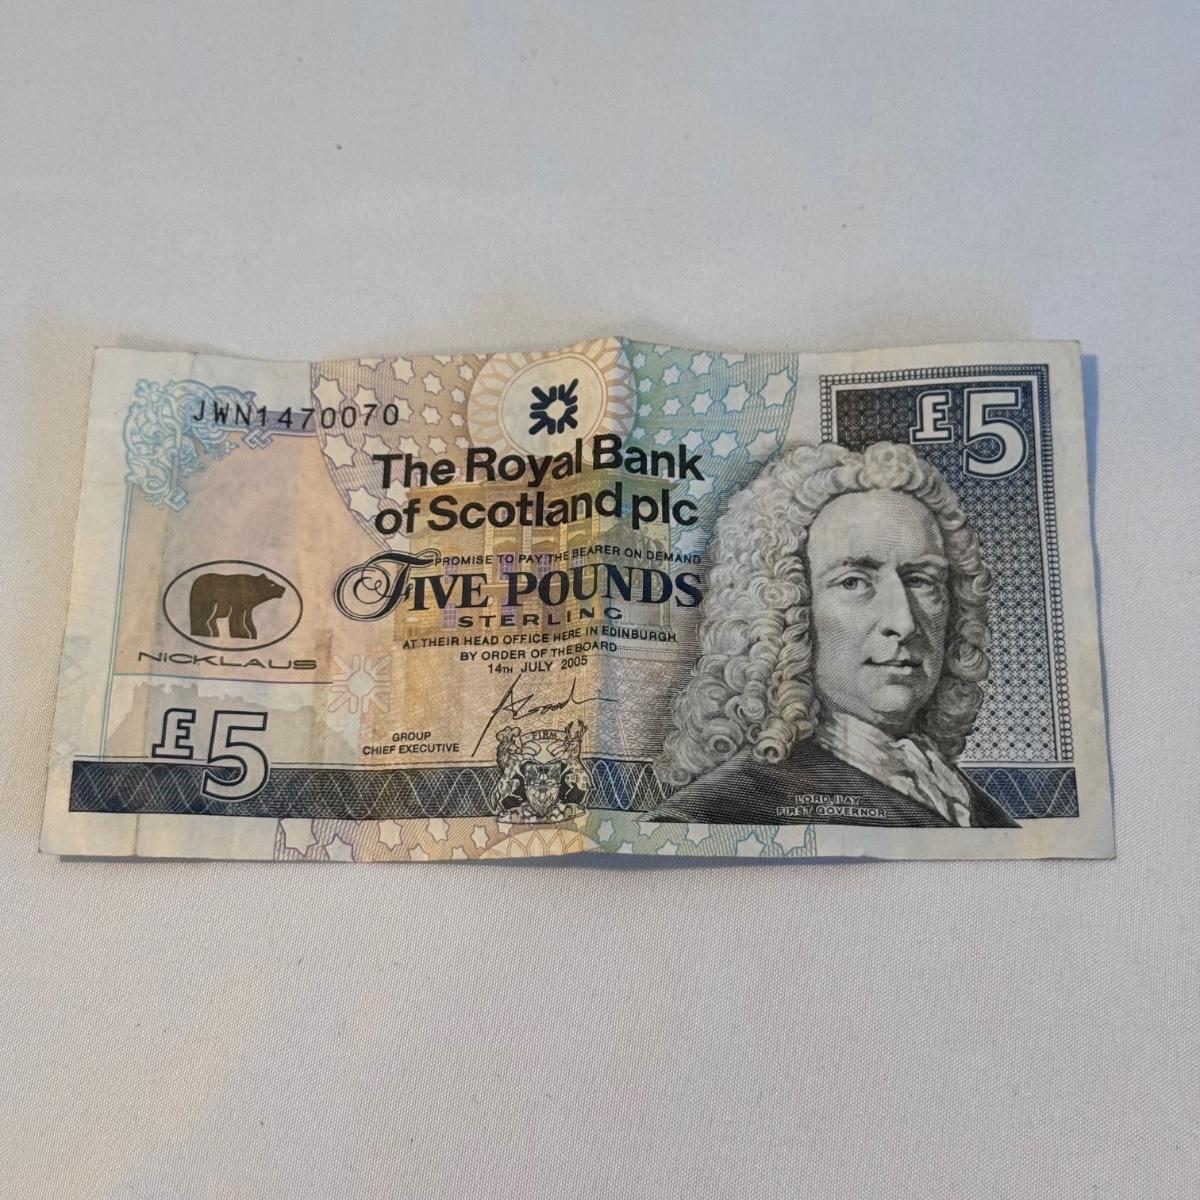 JWN1470070
£5
The Royal Bank
of Scotland plc
PROMISE TO PAY THE BEARER ON DEMAND
FIVE POUNDS
STERLING
AT THEIR HEAD OFFICE HERE IN EDINBURGH
BY ORDER OF THE BOARD
14TH JULY 2005
NICKLAUS
£5
GROUP
CHIEF EXECUTIVE
FIRM
LORD ILAY
FIRST GOVERNOR